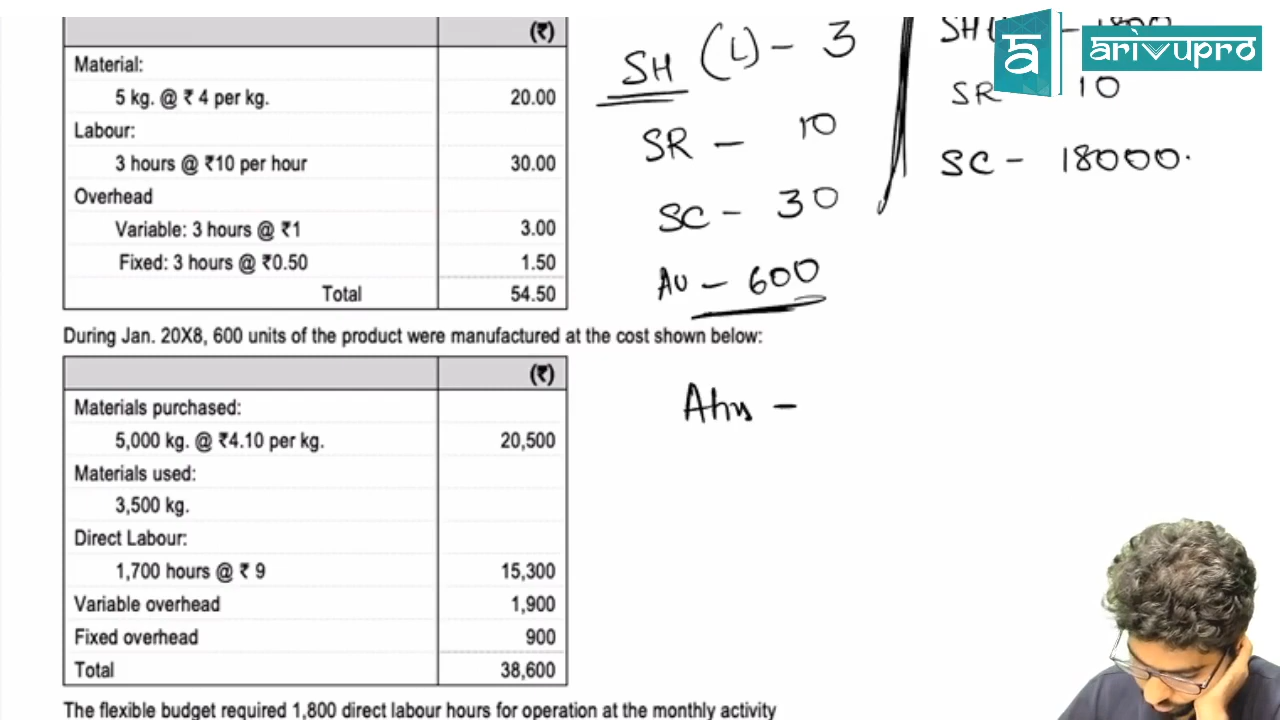 (₹)
Material:
5 kg. @ ₹ 4 per kg. 20.00
Labour:
3 hours @ ₹10 per hour 30.00
Overhead
Variable: 3 hours @ ₹1 3.00
Fixed: 3 hours @ ₹0.50 1.50
Total 54.50
During Jan. 20X8, 600 units of the product were manufactured at the cost shown below:
(₹)
Materials purchased:
5,000 kg. @ ₹4.10 per kg. 20,500
Materials used:
3,500 kg.
Direct Labour:
1,700 hours @ ₹ 9 15,300
Variable overhead 1,900
Fixed overhead 900
Total 38,600
The flexible budget required 1,800 direct labour hours for operation at the monthly activity
SH (L) - 3
SR - 10
SC - 30
AU - 600
SH - 1800
SR 10
SC - 18000.
ā arivupro